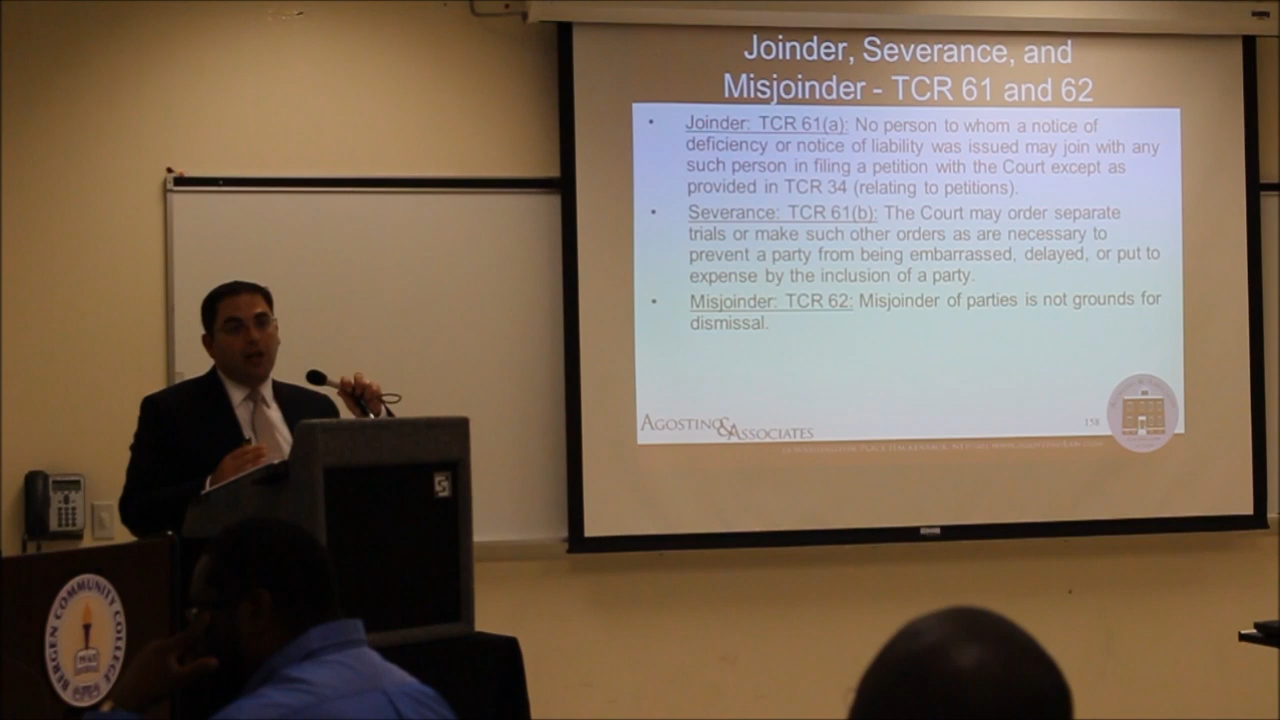 Joinder, Severance, and
Misjoinder - TCR 61 and 62
• Joinder: TCR 61(a): No person to whom a notice of
deficiency or notice of liability was issued may join with any
such person in filing a petition with the Court except as
provided in TCR 34 (relating to petitions).
• Severance: TCR 61(b): The Court may order separate
trials or make such other orders as are necessary to
prevent a party from being embarrassed, delayed, or put to
expense by the inclusion of a party.
• Misjoinder: TCR 62: Misjoinder of parties is not grounds for
dismissal.
AGOSTINO & ASSOCIATES
158
BERGEN COMMUNITY COLLEGE